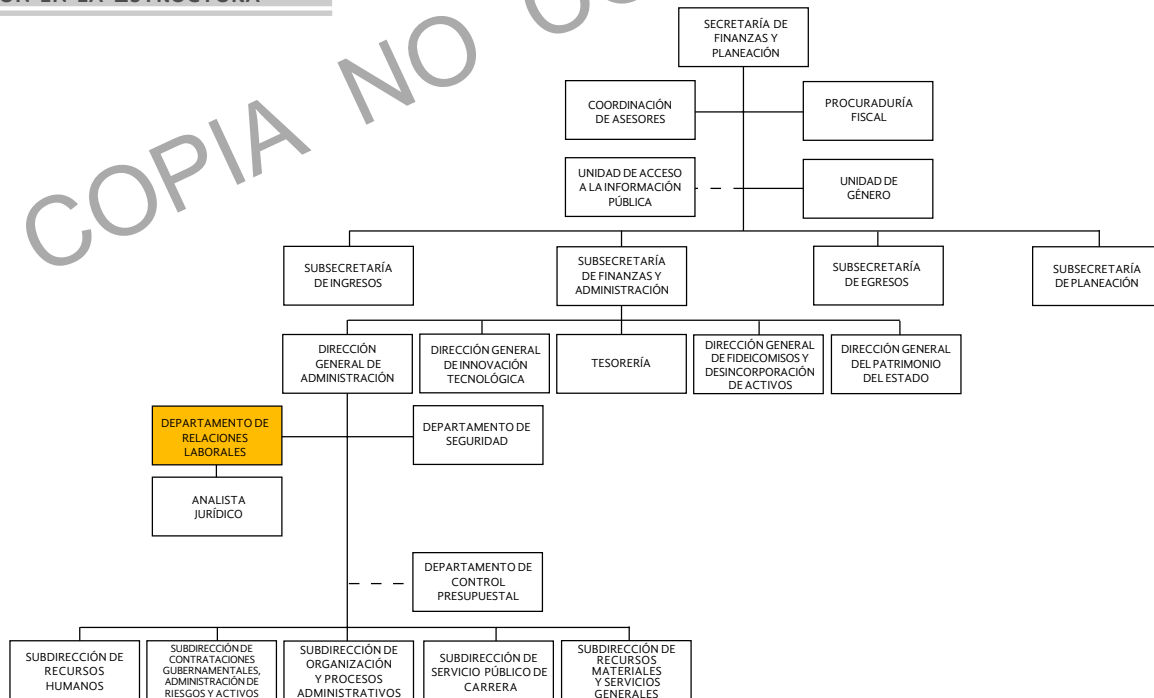 ÓN EN LA ESTRUCTURA
COPIA NO
SECRETARÍA DE
FINANZAS Y
PLANEACIÓN
COORDINACIÓN
DE ASESORES
PROCURADURÍA
FISCAL
UNIDAD DE ACCESO
A LA INFORMACIÓN
PÚBLICA
UNIDAD DE
GÉNERO
SUBSECRETARÍA
DE INGRESOS
SUBSECRETARÍA
DE FINANZAS Y
ADMINISTRACIÓN
SUBSECRETARÍA
DE EGRESOS
SUBSECRETARÍA
DE PLANEACIÓN
DIRECCIÓN
GENERAL DE
ADMINISTRACIÓN
DIRECCIÓN GENERAL
DE INNOVACIÓN
TECNOLÓGICA
TESORERÍA
DIRECCIÓN GENERAL
DE FIDEICOMISOS Y
DESINCORPORACIÓN
DE ACTIVOS
DIRECCIÓN GENERAL
DEL PATRIMONIO
DEL ESTADO
DEPARTAMENTO DE
RELACIONES
LABORALES
DEPARTAMENTO DE
SEGURIDAD
ANALISTA
JURÍDICO
DEPARTAMENTO DE
CONTROL
PRESUPUESTAL
SUBDIRECCIÓN DE
RECURSOS
HUMANOS
SUBDIRECCIÓN DE
CONTRATACIONES
GUBERNAMENTALES,
ADMINISTRACIÓN DE
RIESGOS Y ACTIVOS
SUBDIRECCIÓN DE
ORGANIZACIÓN
Y PROCESOS
ADMINISTRATIVOS
SUBDIRECCIÓN DE
SERVICIO PÚBLICO DE
CARRERA
SUBDIRECCIÓN DE
RECURSOS
MATERIALES
Y SERVICIOS
GENERALES